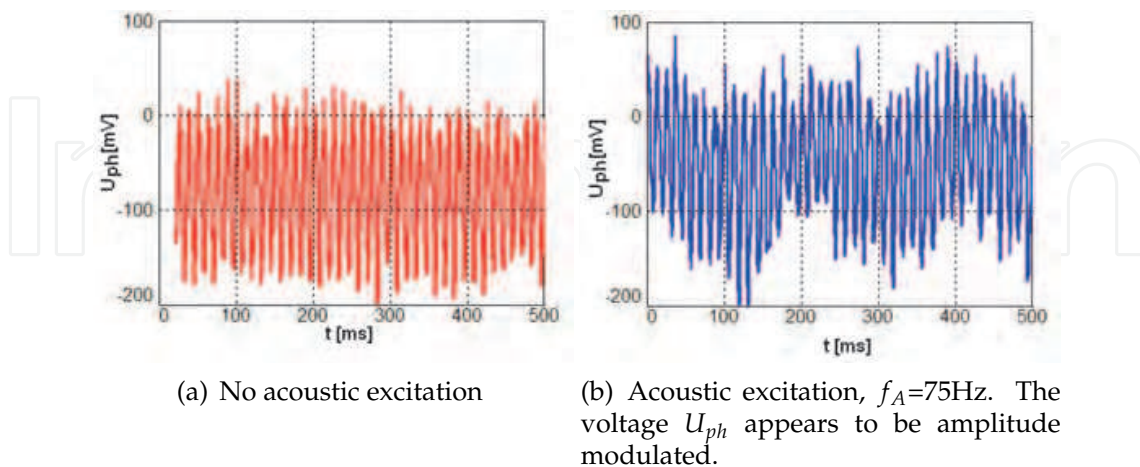 100
0
-100
-200
Uph[mV]
0 100 200 300 400 500
t [ms]
100
0
-100
-200
Uph[mV]
0 100 200 300 400 500
t [ms]
(a) No acoustic excitation
(b) Acoustic excitation, f_A=75Hz. The
voltage U_ph appears to be amplitude
modulated.